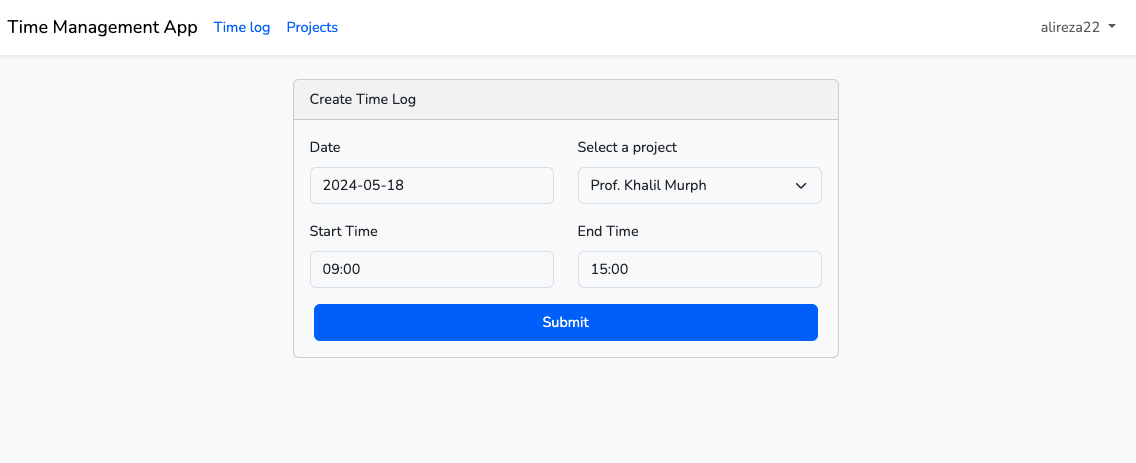 Time Management App Time log Projects alireza22
Create Time Log
Date Select a project
2024-05-18 Prof. Khalil Murph
Start Time End Time
09:00 15:00
Submit